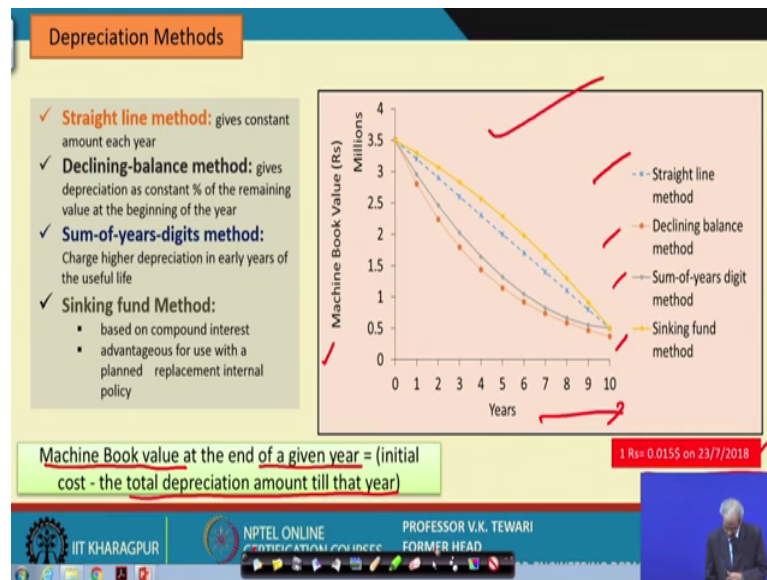 Depreciation Methods
✓ Straight line method: gives constant
amount each year
✓ Declining-balance method: gives
depreciation as constant % of the remaining
value at the beginning of the year
✓ Sum-of-years-digits method:
Charge higher depreciation in early years of
the useful life
✓ Sinking fund Method:
▪ based on compound interest
▪ advantageous for use with a
planned replacement internal
policy
Machine Book Value (Rs)
Millions
4
3.5
3
2.5
2
1.5
1
0.5
0
0 1 2 3 4 5 6 7 8 9 10
Years
Straight line
method
Declining balance
method
Sum-of-years digit
method
Sinking fund
method
Machine Book value at the end of a given year = (initial
cost - the total depreciation amount till that year)
1 Rs= 0.015$ on 23/7/2018
IIT KHARAGPUR
NPTEL ONLINE
CERTIFICATION COURSES
PROFESSOR V.K. TEWARI
FORMER HEAD